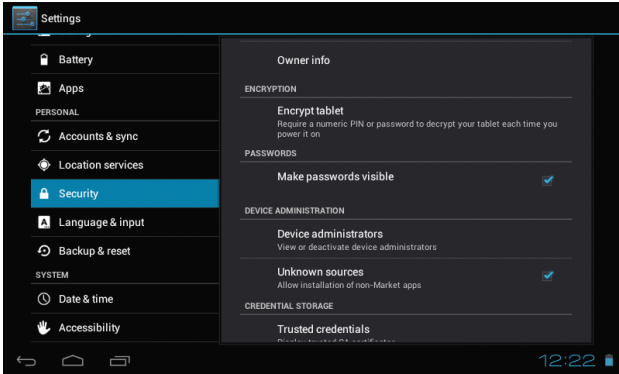 Settings
Battery
Apps
PERSONAL
Accounts & sync
Location services
Security
Language & input
Backup & reset
SYSTEM
Date & time
Accessibility
Owner info
ENCRYPTION
Encrypt tablet
Require a numeric PIN or password to decrypt your tablet each time you
power it on
PASSWORDS
Make passwords visible
DEVICE ADMINISTRATION
Device administrators
View or deactivate device administrators
Unknown sources
Allow installation of non-Market apps
CREDENTIAL STORAGE
Trusted credentials
12:22